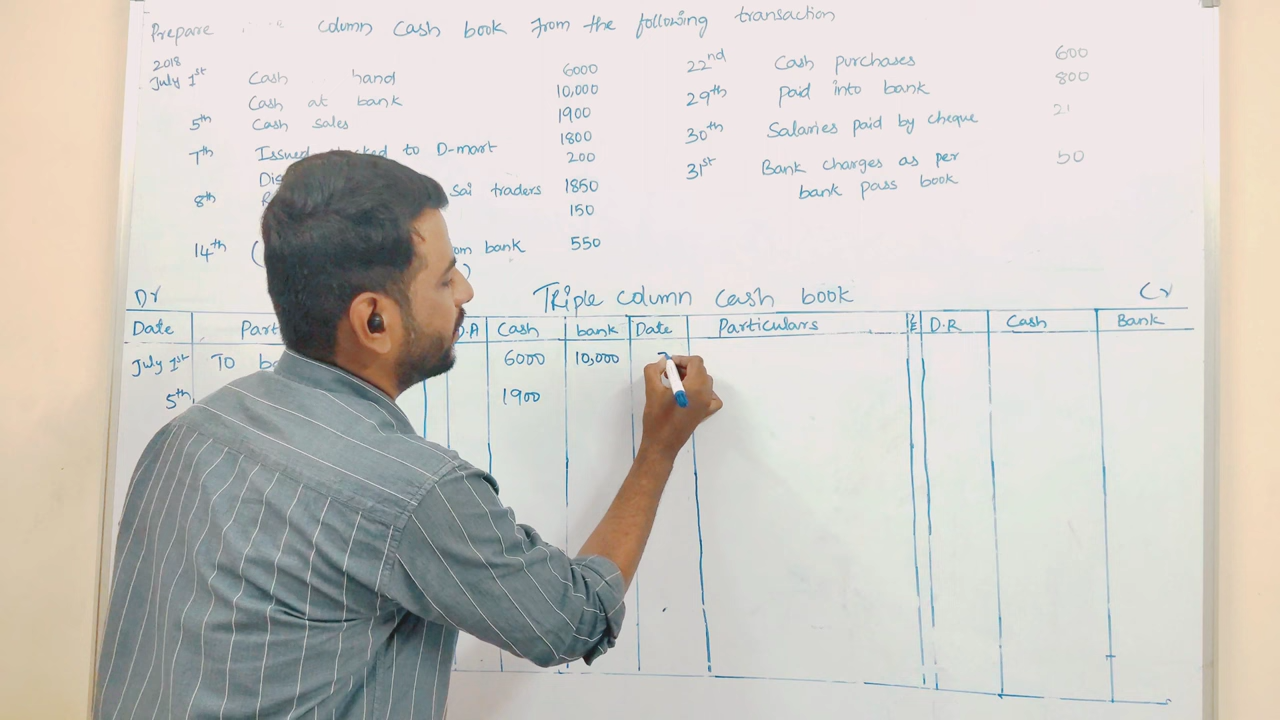 Prepare column cash book from the following transaction
2018
July 1st Cash hand 6000
Cash at bank 10,000
5th Cash sales 1900
7th Issued to D-mart 1800
200
8th Sai traders 1850
150
14th ( bank 550
)
22nd Cash purchases 600
29th paid into bank 800
30th Salaries paid by cheque
31st Bank charges as per 50
bank pass book
Dr Triple column cash book Cr
Date Cash bank Date Particulars D.R Cash Bank
July 1st TO 6000 10,000
5th 1900